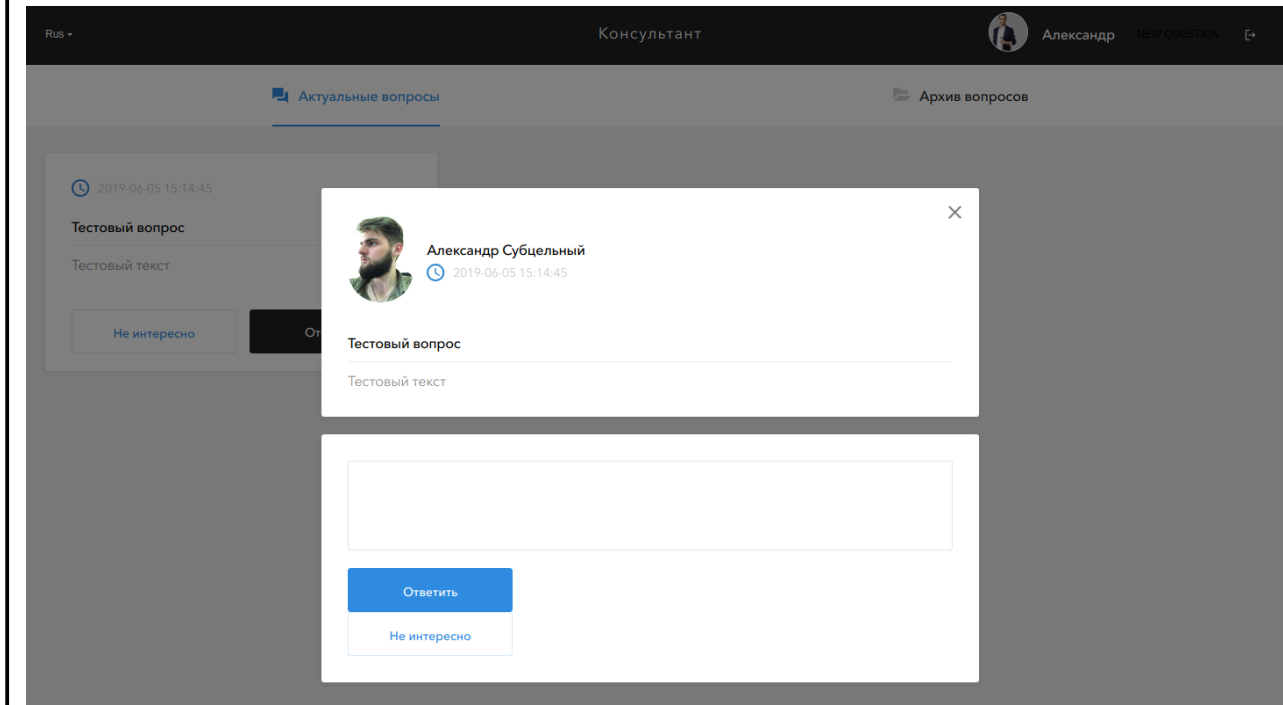 Rus
Консультант
Александр
NEW QUESTION
Актуальные вопросы
Архив вопросов
2019-06-05 15:14:45
Тестовый вопрос
Тестовый текст
Не интересно
От
Александр Субцельный
2019-06-05 15:14:45
Тестовый вопрос
Тестовый текст
Ответить
Не интересно